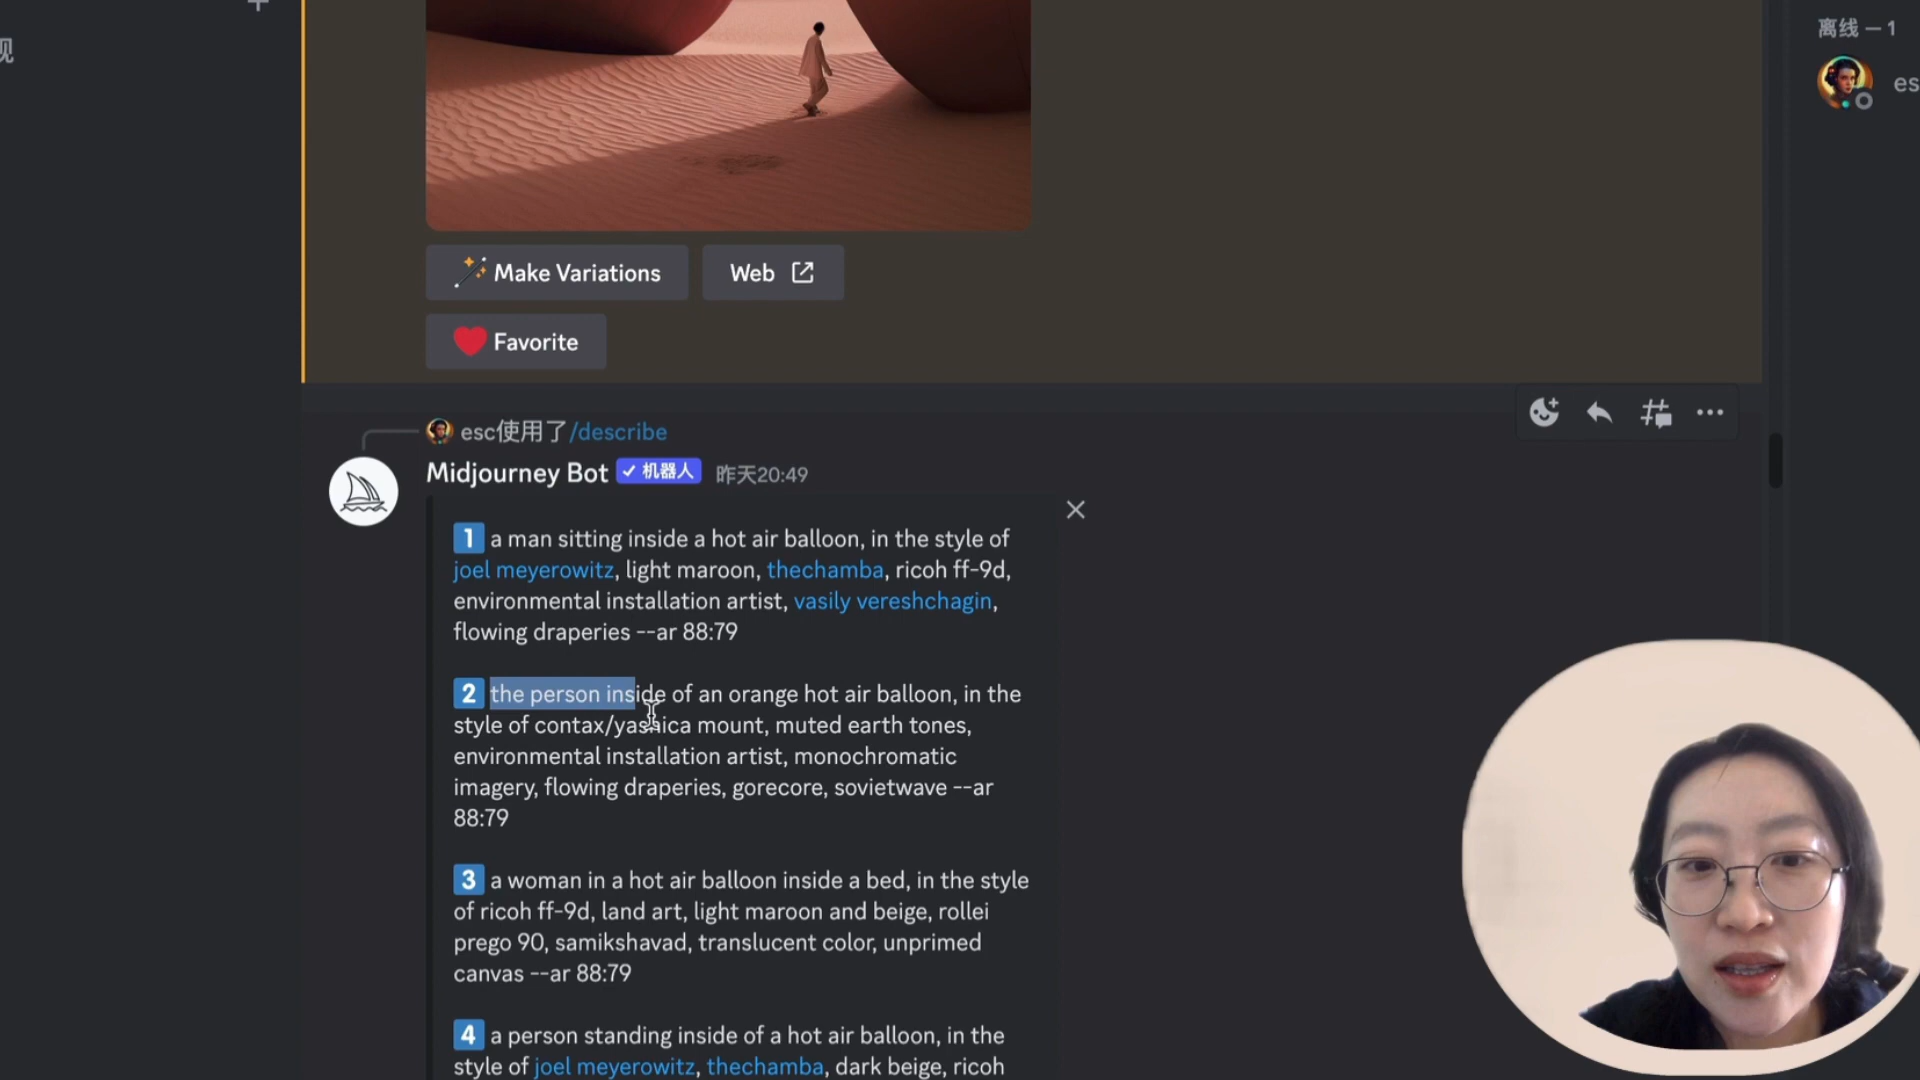 视
离线 — 1
es
Make Variations
Web
Favorite
esc使用了/describe
Midjourney Bot ✓ 机器人 昨天20:49
1 a man sitting inside a hot air balloon, in the style of
joel meyerowitz, light maroon, thechamba, ricoh ff-9d,
environmental installation artist, vasily vereshchagin,
flowing draperies --ar 88:79
2 the person inside of an orange hot air balloon, in the
style of contax/yashica mount, muted earth tones,
environmental installation artist, monochromatic
imagery, flowing draperies, gorecore, sovietwave --ar
88:79
3 a woman in a hot air balloon inside a bed, in the style
of ricoh ff-9d, land art, light maroon and beige, rollei
prego 90, samikshavad, translucent color, unprimed
canvas --ar 88:79
4 a person standing inside of a hot air balloon, in the
style of joel meyerowitz, thechamba, dark beige, ricoh